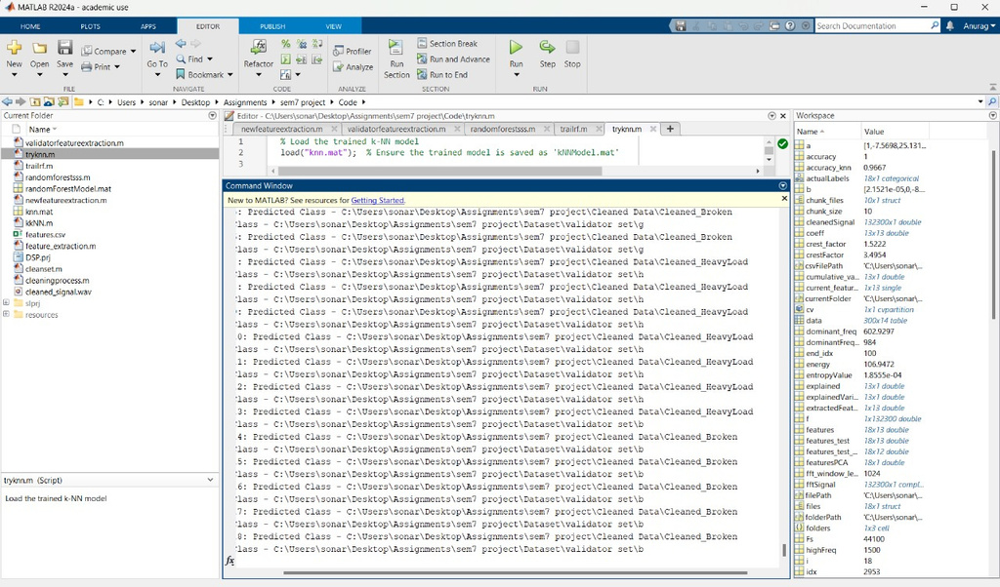 MATLAB R2024a - academic use
HOME PLOTS APPS EDITOR PUBLISH VIEW Search Documentation Anurag
New Open Save Compare Print Go To Find Bookmark Refactor Profiler Analyze Run Section Section Break Run and Advance Run to End Run Step Stop
FILE NAVIGATE CODE ANALYZE SECTION RUN
C: Users sonar Desktop Assignments sem7 project Code
Current Folder
Name
validatorfeatureextraction.m
tryknn.m
trailrf.m
randomforestsss.m
randomForestModel.mat
newfeatureextraction.m
knn.mat
kkNN.m
features.csv
feature_extraction.m
DSP.prj
cleanset.m
cleaningprocess.m
cleaned_signal.wav
slprj
resources
tryknn.m (Script)
Load the trained k-NN model
Editor - C:\Users\sonar\Desktop\Assignments\sem7 project\Code\tryknn.m
newfeatureextraction.m validatorfeatureextraction.m randomforestsss.m trailrf.m tryknn.m
1 % Load the trained k-NN model
2 load("knn.mat"); % Ensure the trained model is saved as 'kNNModel.mat'
3
Command Window
New to MATLAB? See resources for Getting Started.
: Predicted Class - C:\Users\sonar\Desktop\Assignments\sem7 project\Cleaned Data\Cleaned_Broken
lass - C:\Users\sonar\Desktop\Assignments\sem7 project\Dataset\validator set\g
: Predicted Class - C:\Users\sonar\Desktop\Assignments\sem7 project\Cleaned Data\Cleaned_Broken
lass - C:\Users\sonar\Desktop\Assignments\sem7 project\Dataset\validator set\g
: Predicted Class - C:\Users\sonar\Desktop\Assignments\sem7 project\Cleaned Data\Cleaned_HeavyLoad
lass - C:\Users\sonar\Desktop\Assignments\sem7 project\Dataset\validator set\h
: Predicted Class - C:\Users\sonar\Desktop\Assignments\sem7 project\Cleaned Data\Cleaned_HeavyLoad
lass - C:\Users\sonar\Desktop\Assignments\sem7 project\Dataset\validator set\h
: Predicted Class - C:\Users\sonar\Desktop\Assignments\sem7 project\Cleaned Data\Cleaned_HeavyLoad
lass - C:\Users\sonar\Desktop\Assignments\sem7 project\Dataset\validator set\h
.0: Predicted Class - C:\Users\sonar\Desktop\Assignments\sem7 project\Cleaned Data\Cleaned_HeavyLoad
lass - C:\Users\sonar\Desktop\Assignments\sem7 project\Dataset\validator set\h
.1: Predicted Class - C:\Users\sonar\Desktop\Assignments\sem7 project\Cleaned Data\Cleaned_HeavyLoad
lass - C:\Users\sonar\Desktop\Assignments\sem7 project\Dataset\validator set\h
.2: Predicted Class - C:\Users\sonar\Desktop\Assignments\sem7 project\Cleaned Data\Cleaned_HeavyLoad
lass - C:\Users\sonar\Desktop\Assignments\sem7 project\Dataset\validator set\h
.3: Predicted Class - C:\Users\sonar\Desktop\Assignments\sem7 project\Cleaned Data\Cleaned_HeavyLoad
lass - C:\Users\sonar\Desktop\Assignments\sem7 project\Dataset\validator set\b
.4: Predicted Class - C:\Users\sonar\Desktop\Assignments\sem7 project\Cleaned Data\Cleaned_Broken
lass - C:\Users\sonar\Desktop\Assignments\sem7 project\Dataset\validator set\b
.5: Predicted Class - C:\Users\sonar\Desktop\Assignments\sem7 project\Cleaned Data\Cleaned_Broken
lass - C:\Users\sonar\Desktop\Assignments\sem7 project\Dataset\validator set\b
.6: Predicted Class - C:\Users\sonar\Desktop\Assignments\sem7 project\Cleaned Data\Cleaned_Broken
lass - C:\Users\sonar\Desktop\Assignments\sem7 project\Dataset\validator set\b
.7: Predicted Class - C:\Users\sonar\Desktop\Assignments\sem7 project\Cleaned Data\Cleaned_Broken
lass - C:\Users\sonar\Desktop\Assignments\sem7 project\Dataset\validator set\b
.8: Predicted Class - C:\Users\sonar\Desktop\Assignments\sem7 project\Cleaned Data\Cleaned_Broken
lass - C:\Users\sonar\Desktop\Assignments\sem7 project\Dataset\validator set\b
fx
Workspace
Name Value
a [1,-7.5698,25.131...
accuracy 1
accuracy_knn 0.9667
actualLabels 18x1 categorical
b [2.1521e-05,0,-8...
chunk_files 10x1 struct
chunk_size 10
cleanedSignal 132300x1 double
coeff 13x13 double
crest_factor 1.5222
crestFactor 3.4954
csvFilePath 'C:\Users\sonar\...
cumulative_va... 13x1 double
current_featur... 1x13 single
currentFolder 'C:\Users\sonar\...
cv 1x1 cvpartition
data 300x14 table
dominant_freq 602.9297
dominantFreq... 984
end_idx 100
energy 106.9472
entropyValue 1.8555e-04
explained 13x1 double
explainedVari... 13x1 double
extractedFeat... 1x13 double
f 1x132300 double
features 18x13 double
features_test 18x13 double
features_test_... 18x12 double
featuresPCA 18x1 double
fft_window_le... 1024
fftSignal 132300x1 compl...
filePath 'C:\Users\sonar\...
files 18x1 struct
folderPath 'C:\Users\sonar\...
folders 1x3 cell
Fs 44100
highFreq 1500
i 18
idx 2953